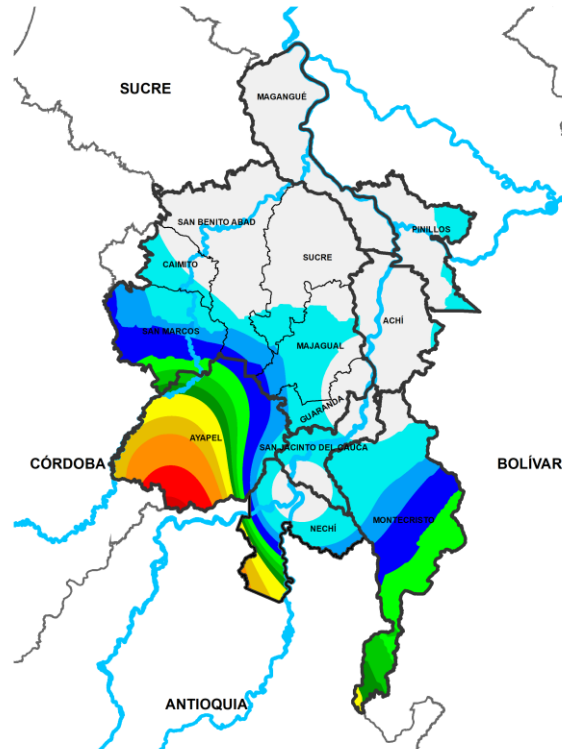 SUCRE
MAGANGUÉ
SAN BENITO ABAD
PINILLOS
SUCRE
CAIMITO
ACHÍ
SAN MARCOS
MAJAGUAL
GUARANDA
AYAPEL
SAN JACINTO DEL CAUCA
CÓRDOBA
BOLÍVAR
MONTECRISTO
NECHÍ
ANTIOQUIA